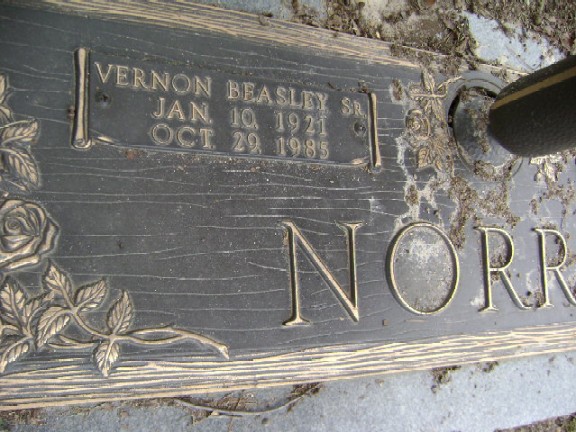 VERNON BEASLEY SR.
JAN. 10, 1921
OCT. 29, 1985
NORR